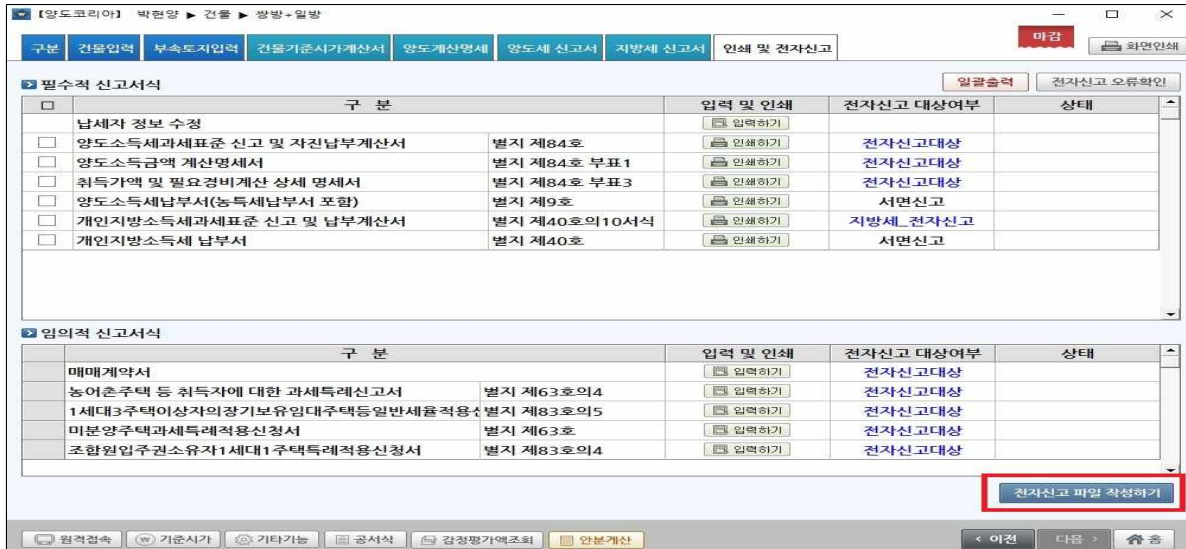 【양도코리아】 박현양 ▶ 건물 ▶ 쌍방+일방
구분 건물입력 부속토지입력 건물기준시가계산서 양도계산명세 양도세 신고서 지방세 신고서 인쇄 및 전자신고 마감 화면인쇄
필수적 신고서식 일괄출력 전자신고 오류확인
구 분 입력 및 인쇄 전자신고 대상여부 상태
납세자 정보 수정 입력하기
양도소득세과세표준 신고 및 자진납부계산서 별지 제84호 인쇄하기 전자신고대상
양도소득금액 계산명세서 별지 제84호 부표1 인쇄하기 전자신고대상
취득가액 및 필요경비계산 상세 명세서 별지 제84호 부표3 인쇄하기 전자신고대상
양도소득세납부서(농특세납부서 포함) 별지 제9호 인쇄하기 서면신고
개인지방소득세과세표준 신고 및 납부계산서 별지 제40호의10서식 인쇄하기 지방세_전자신고
개인지방소득세 납부서 별지 제40호 인쇄하기 서면신고
임의적 신고서식
구 분 입력 및 인쇄 전자신고 대상여부 상태
매매계약서 입력하기 전자신고대상
농어촌주택 등 취득자에 대한 과세특례신고서 별지 제63호의4 입력하기 전자신고대상
1세대3주택이상자의장기보유임대주택등일반세율적용신 별지 제83호의5 입력하기 전자신고대상
미분양주택과세특례적용신청서 별지 제63호 입력하기 전자신고대상
조합원입주권소유자1세대1주택특례적용신청서 별지 제83호의4 입력하기 전자신고대상
전자신고 파일 작성하기
원격접속 기준시가 기타기능 공서식 감정평가액조회 안분계산 < 이전 다음 > 홈